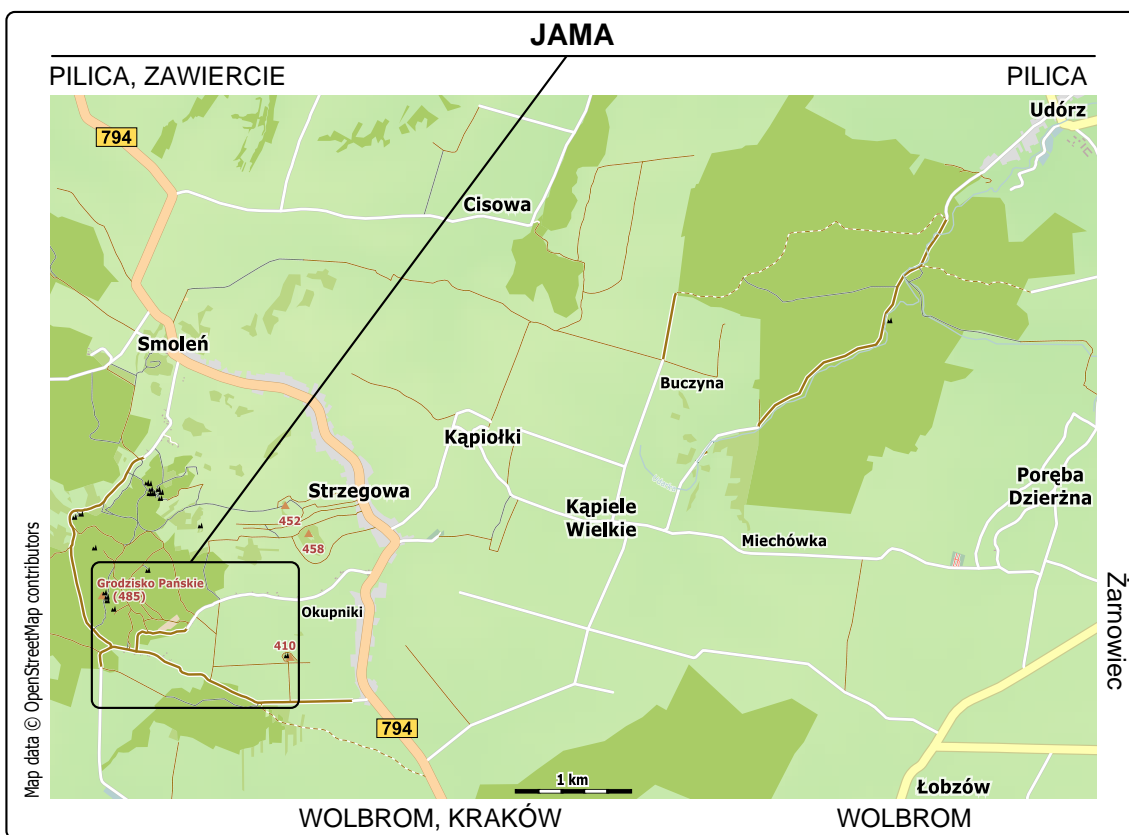 JAMA
PILICA, ZAWIERCIE
PILICA
Udórz
794
Cisowa
Smoleń
Buczyna
Kąpiołki
Strzegowa
452
458
Kąpiele
Wielkie
Poręba
Dzierżna
Miechówka
Grodzisko Pańskie
(485)
Okupniki
410
Żarnowiec
794
1 km
Łobzów
Map data © OpenStreetMap contributors
WOLBROM, KRAKÓW
WOLBROM